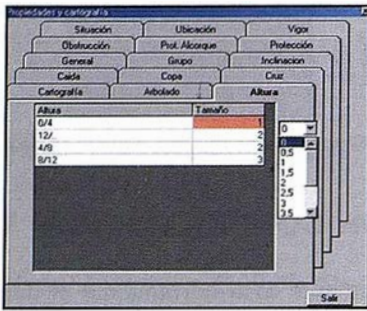 Propiedades y cartografía
Situación Ubicación Vigor
Obstrucción Prot. Alcorque Protección
General Grupo Inclinacion
Caida Copa Cruz
Cartografía Arbolado Altura
Altura Tamaño
0/4 1
12/.. 2
4/8 2
8/12 3
0
0
0,5
1
1,5
2
2,5
3
3,5
Salir